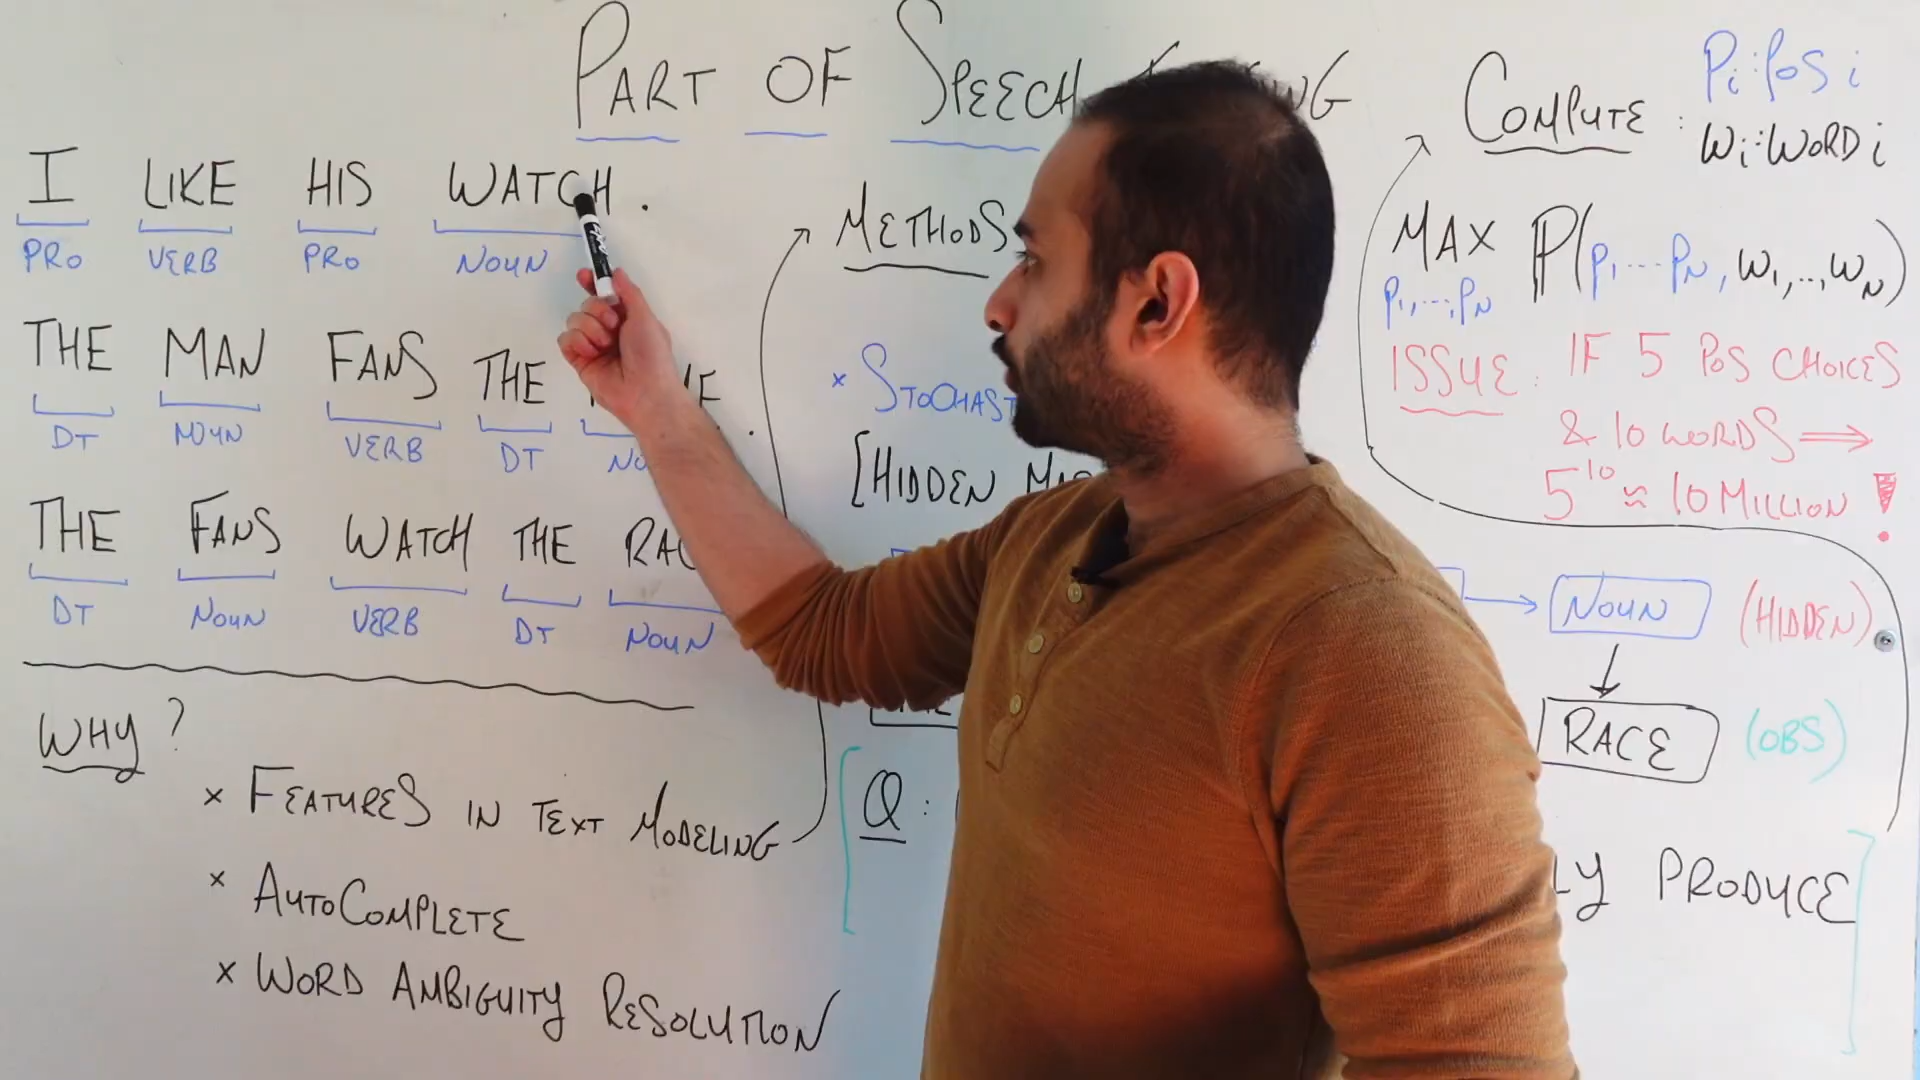 PART OF SPEECH
I LIKE HIS WATCH.
PRO VERB PRO NOUN
THE MAN FANS THE
DT NOUN VERB DT
THE FANS WATCH THE
DT NOUN VERB DT NOUN
WHY?
× FEATURES IN TEXT MODELING
× AUTOCOMPLETE
× WORD AMBIGUITY RESOLUTION
METHODS
×
[HIDDEN
Q:
COMPUTE: Pi: POS i
Wi: WORD i
MAX P(P1...PN, W1,..,WN)
P1,...,PN
ISSUE: IF 5 POS CHOICES
& 10 WORDS ⟹
5^10 ≈ 10 MILLION!
NOUN (HIDDEN)
RACE (OBS)
PRODUCE